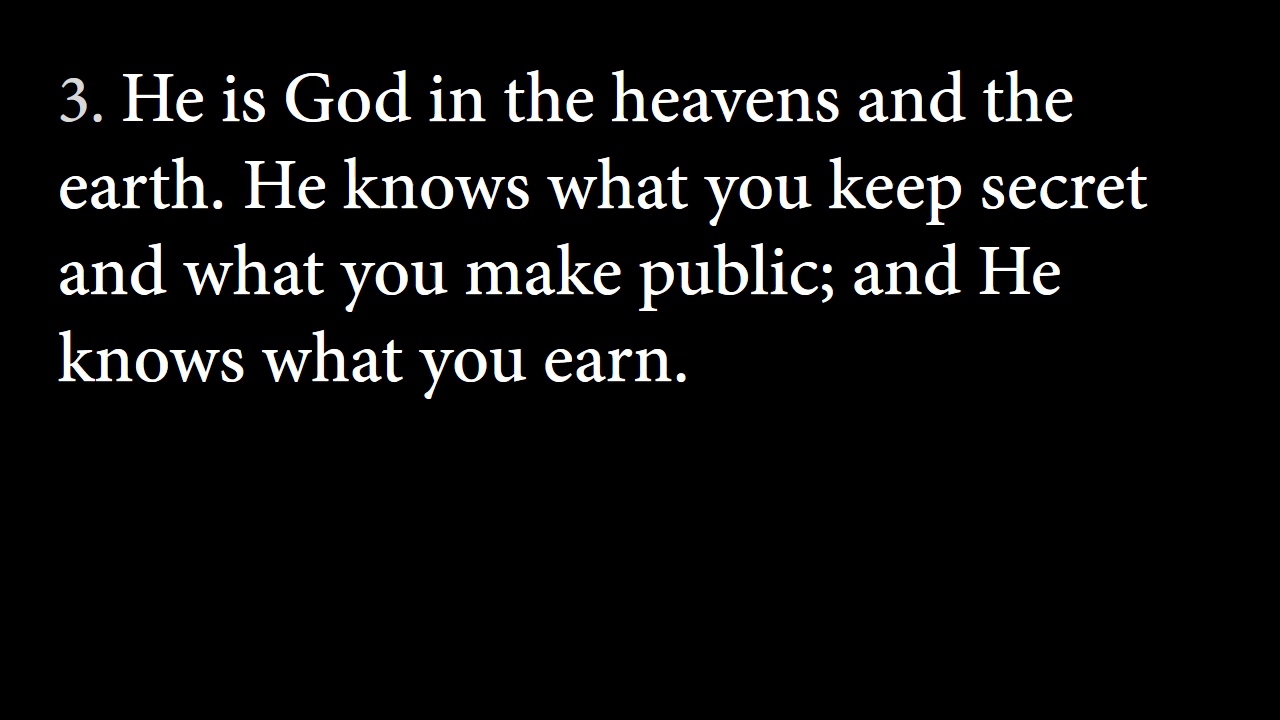 3. He is God in the heavens and the
earth. He knows what you keep secret
and what you make public; and He
knows what you earn.